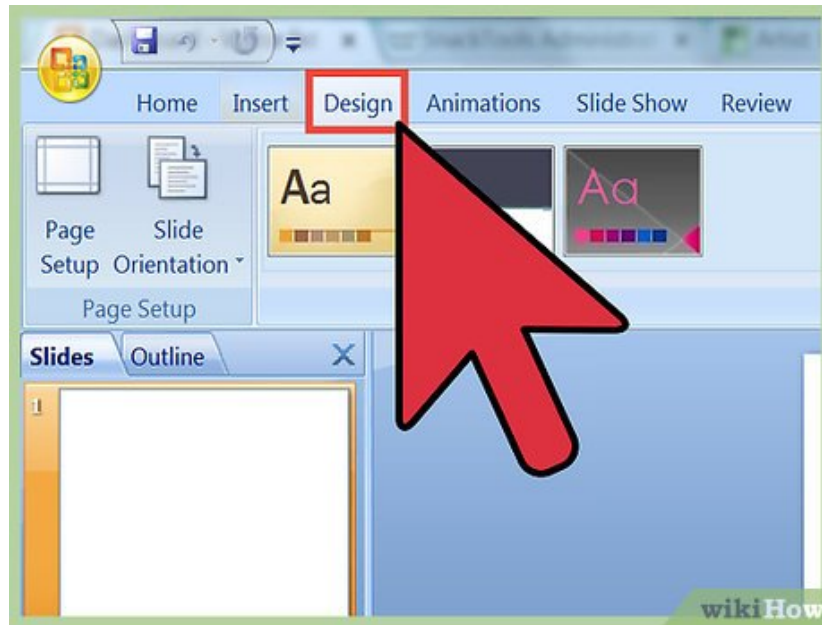 Home Insert Design Animations Slide Show Review
Aa
Aa
Page Setup
Slide Orientation
Page Setup
Slides Outline
1
wikiHow